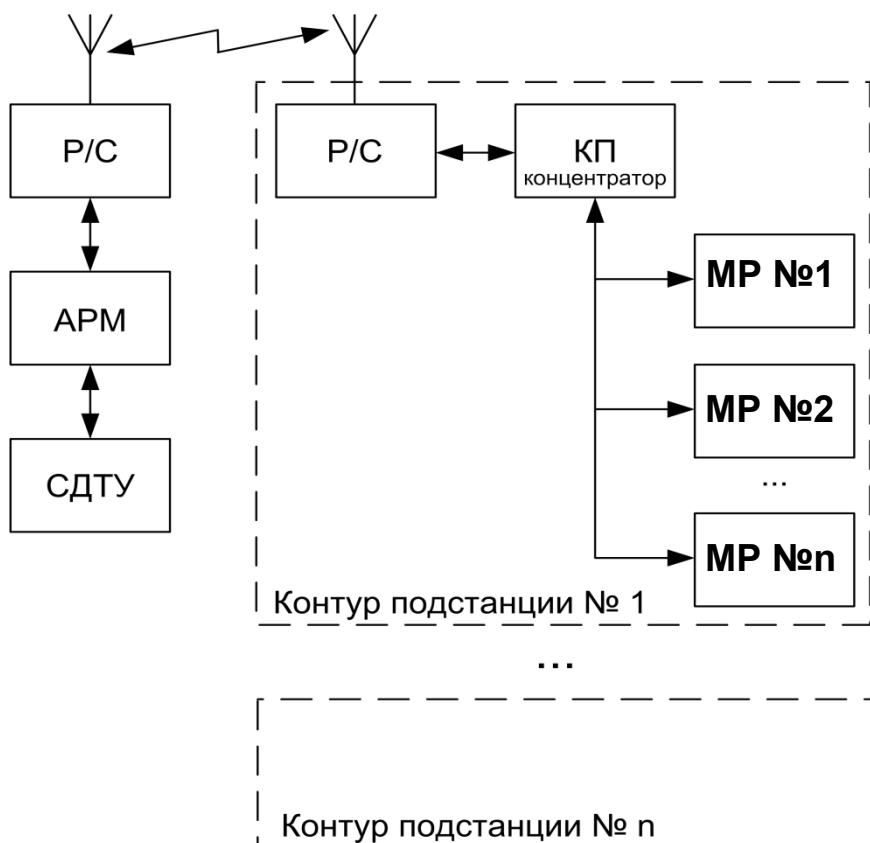 Р/С
АРМ
СДТУ
Р/С
КП
концентратор
МР №1
МР №2
...
МР №n
Контур подстанции № 1
...
Контур подстанции № n